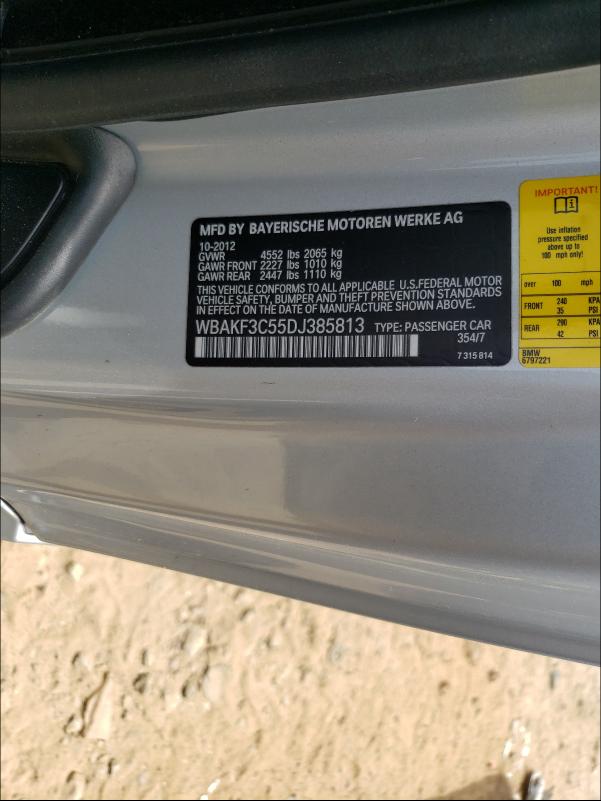 MFD BY BAYERISCHE MOTOREN WERKE AG
10-2012
GVWR 4552 lbs 2065 kg
GAWR FRONT 2227 lbs 1010 kg
GAWR REAR 2447 lbs 1110 kg
THIS VEHICLE CONFORMS TO ALL APPLICABLE U.S.FEDERAL MOTOR
VEHICLE SAFETY, BUMPER AND THEFT PREVENTION STANDARDS
IN EFFECT ON THE DATE OF MANUFACTURE SHOWN ABOVE.
WBAKF3C55DJ385813 TYPE: PASSENGER CAR
354/7
7 315 814
IMPORTANT!
i
Use inflation
pressure specified
above up to
100 mph only!
over 100 mph
FRONT 240 KPA
35 PSI
REAR 290 KPA
42 PSI
BMW
6797221